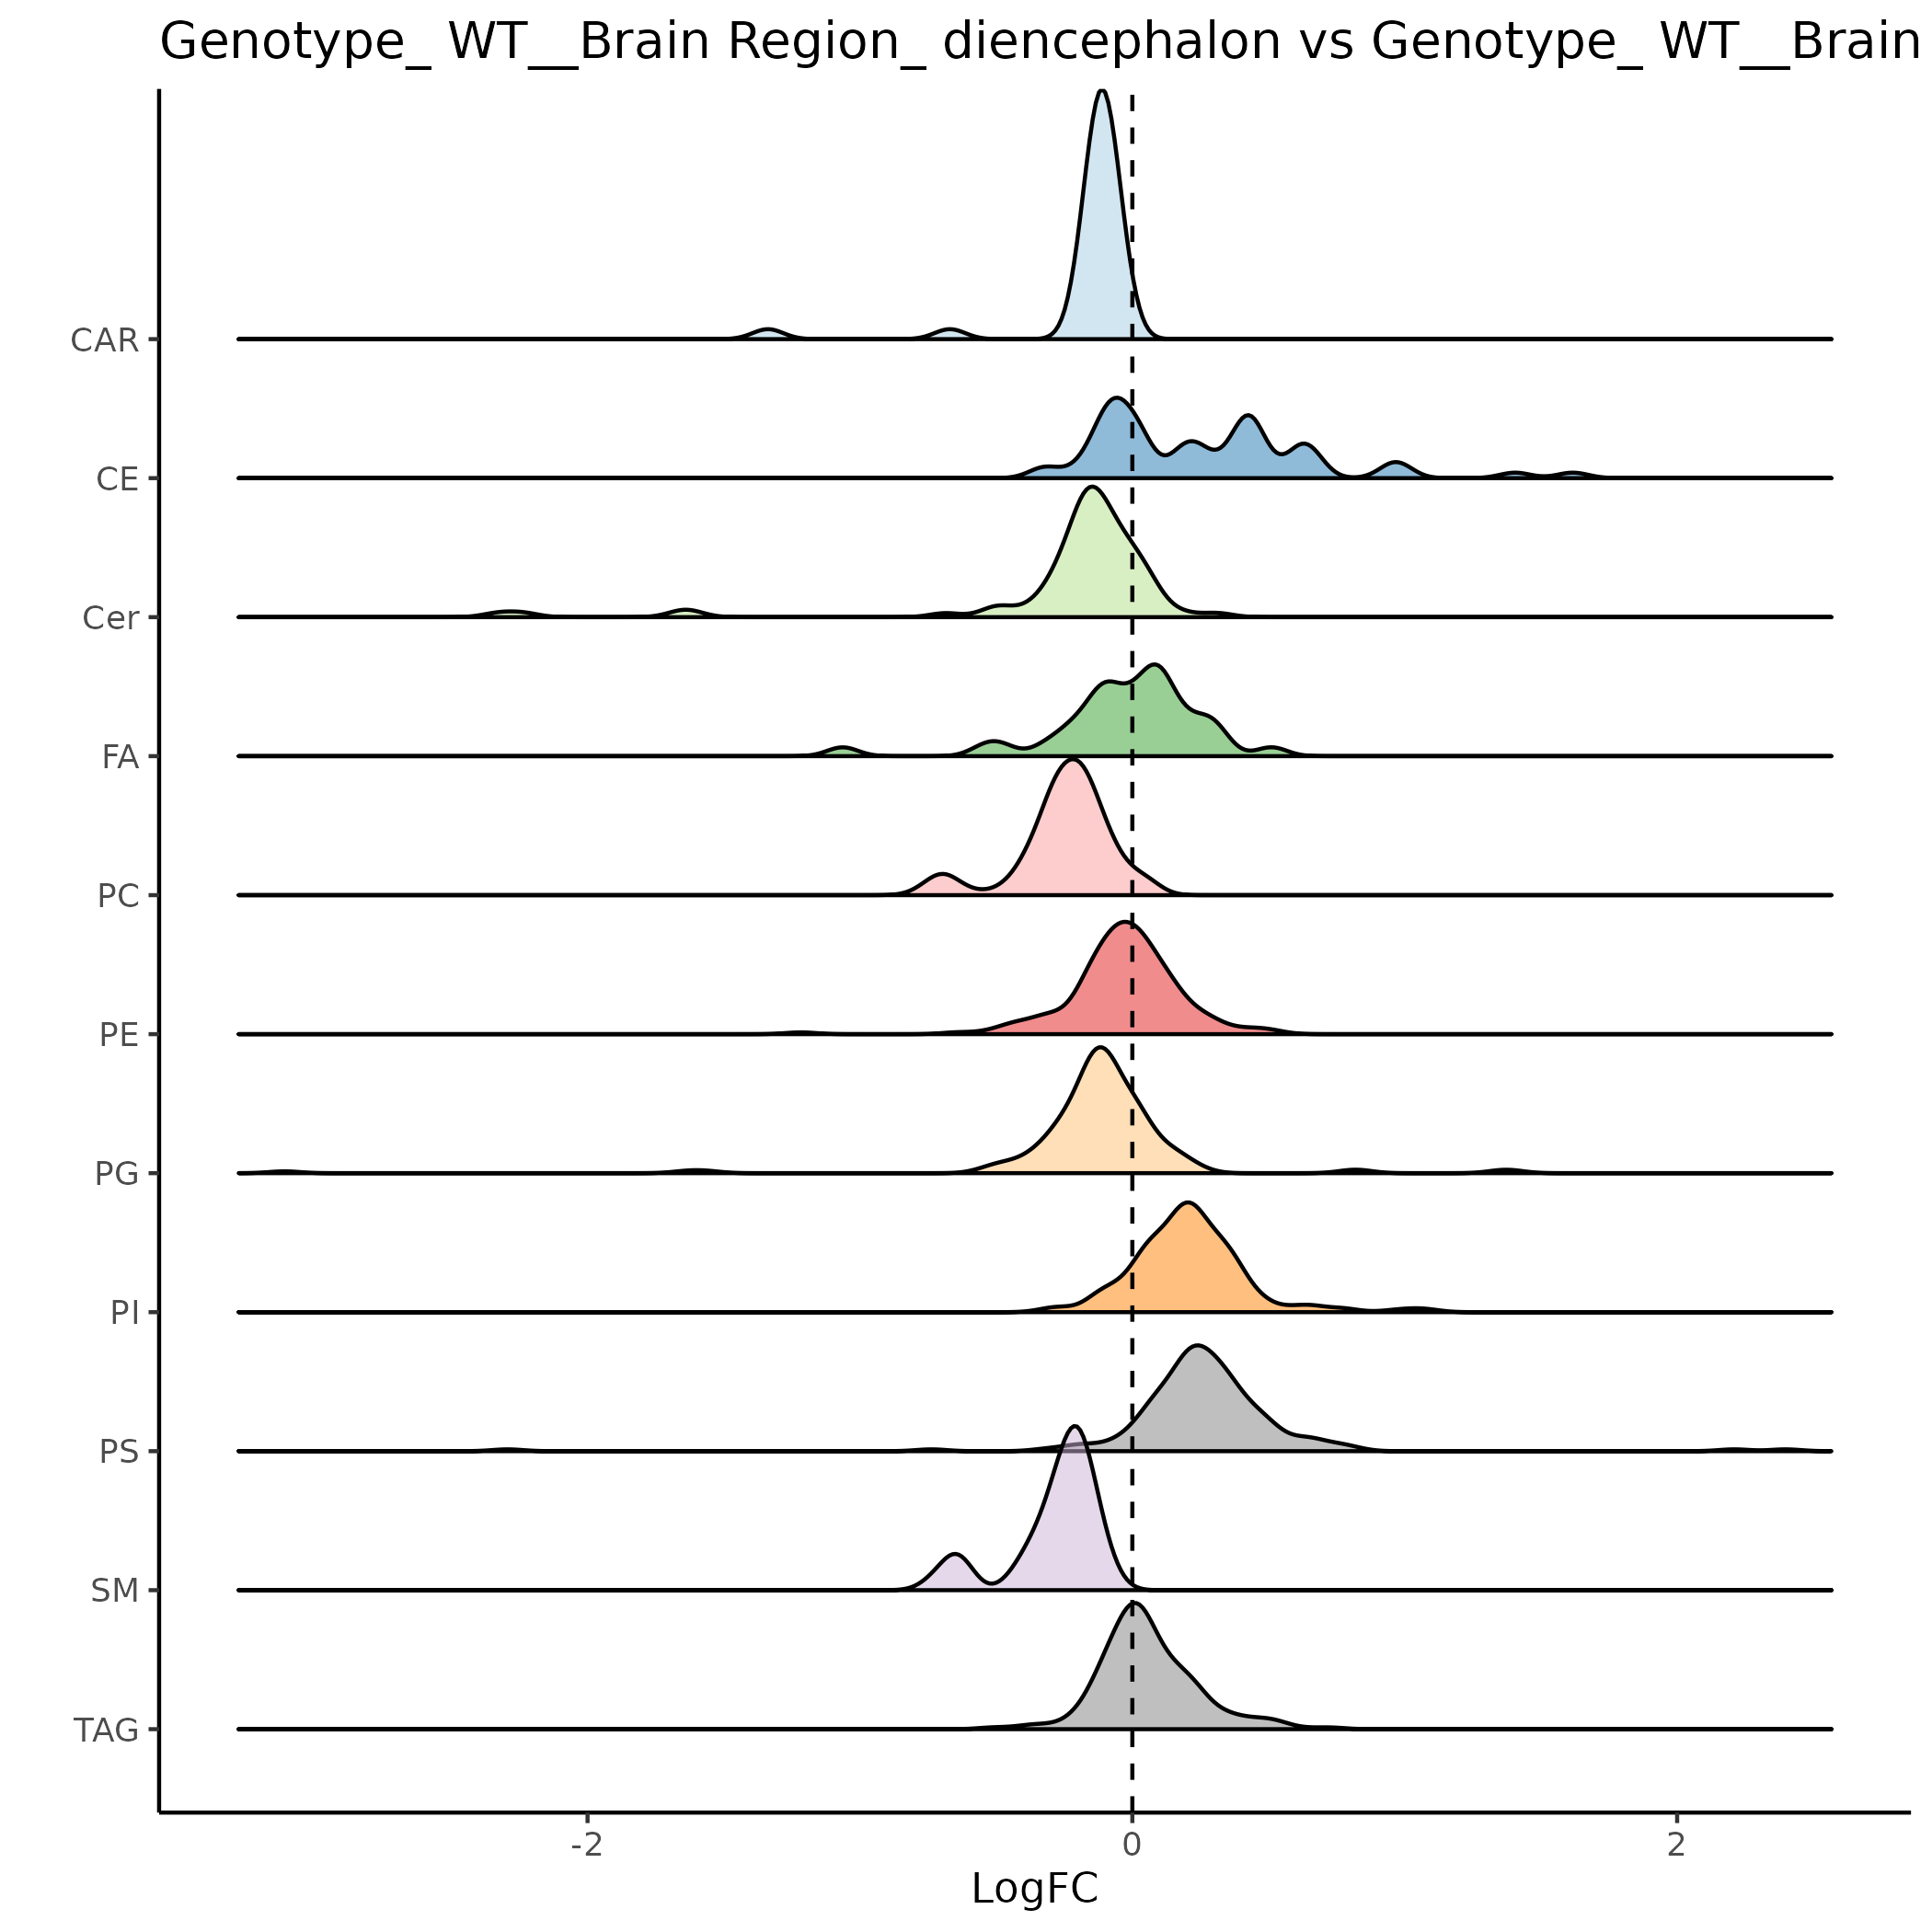 Genotype_ WT__Brain Region_ diencephalon vs Genotype_ WT__Brain
CAR
CE
Cer
FA
PC
PE
PG
PI
PS
SM
TAG
-2 0 2
LogFC